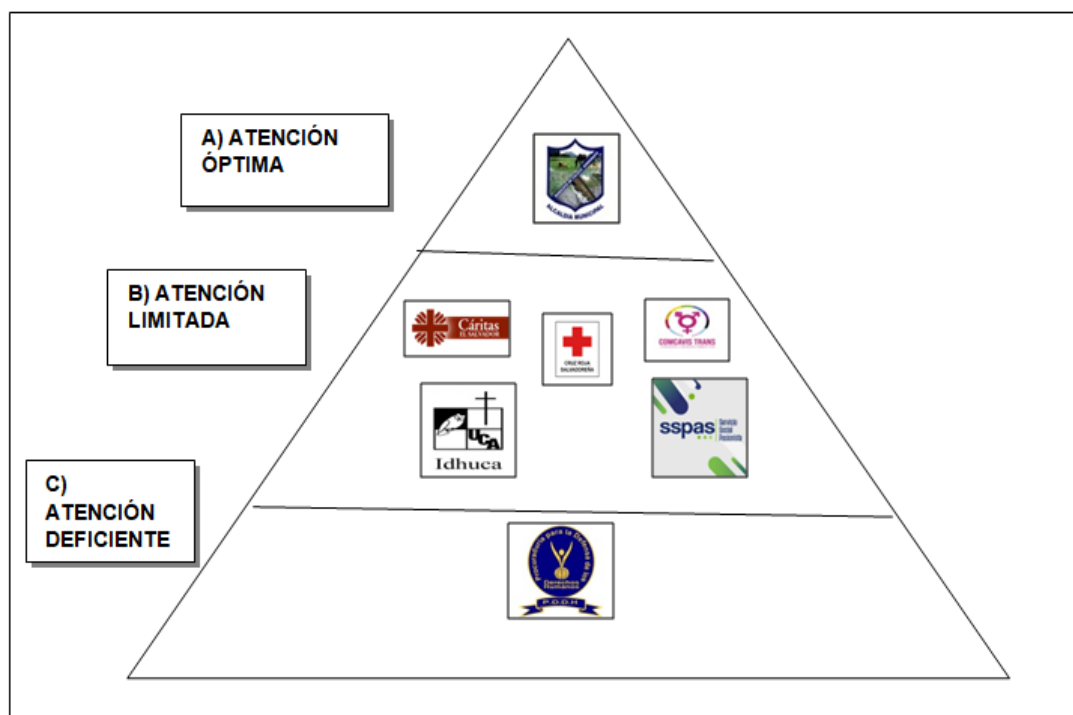 A) ATENCIÓN
ÓPTIMA
ALCALDIA MUNICIPAL
B) ATENCIÓN
LIMITADA
Cáritas
EL SALVADOR
CRUZ ROJA
SALVADOREÑA
COMCAVIS TRANS
UCA
Idhuca
sspas
Servicio
Social
Pasionista
C)
ATENCIÓN
DEFICIENTE
Procuraduría para la Defensa de los
Derechos
Humanos
P.D.D.H